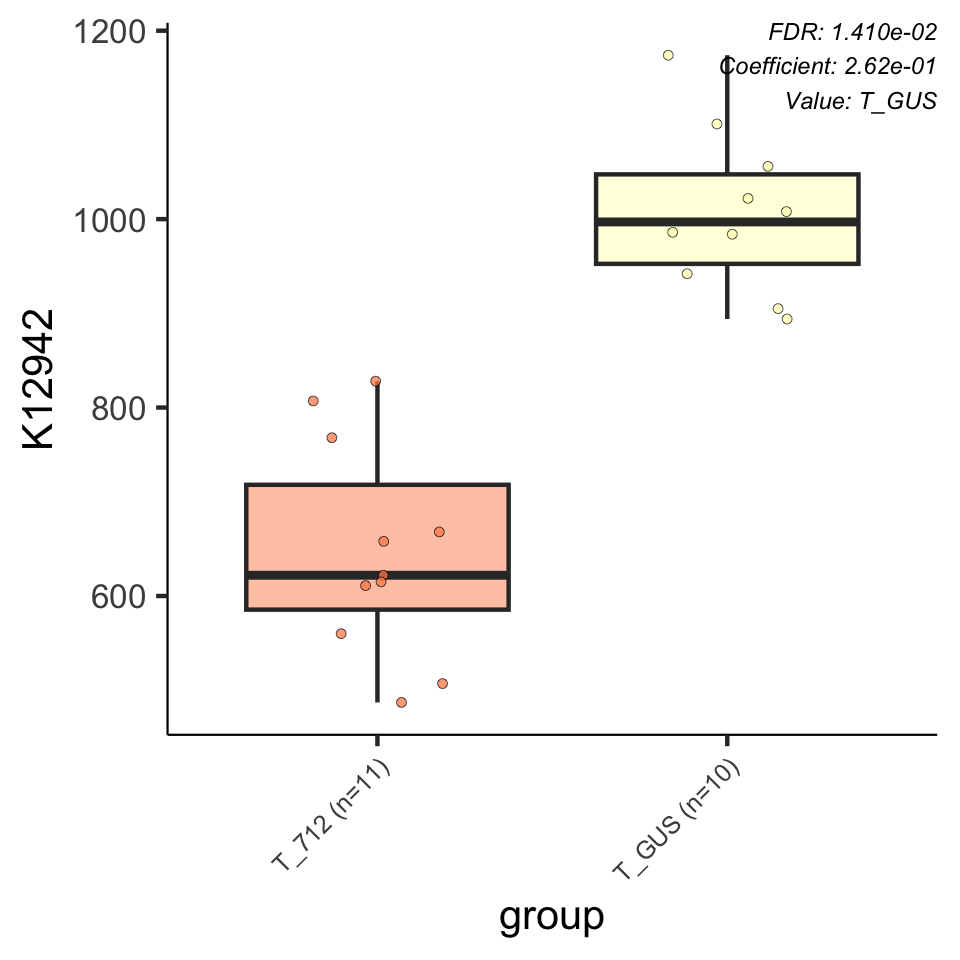 FDR: 1.410e-02
Coefficient: 2.62e-01
Value: T_GUS
1200
1000
800
600
K12942
T_712 (n=11)
T_GUS (n=10)
group